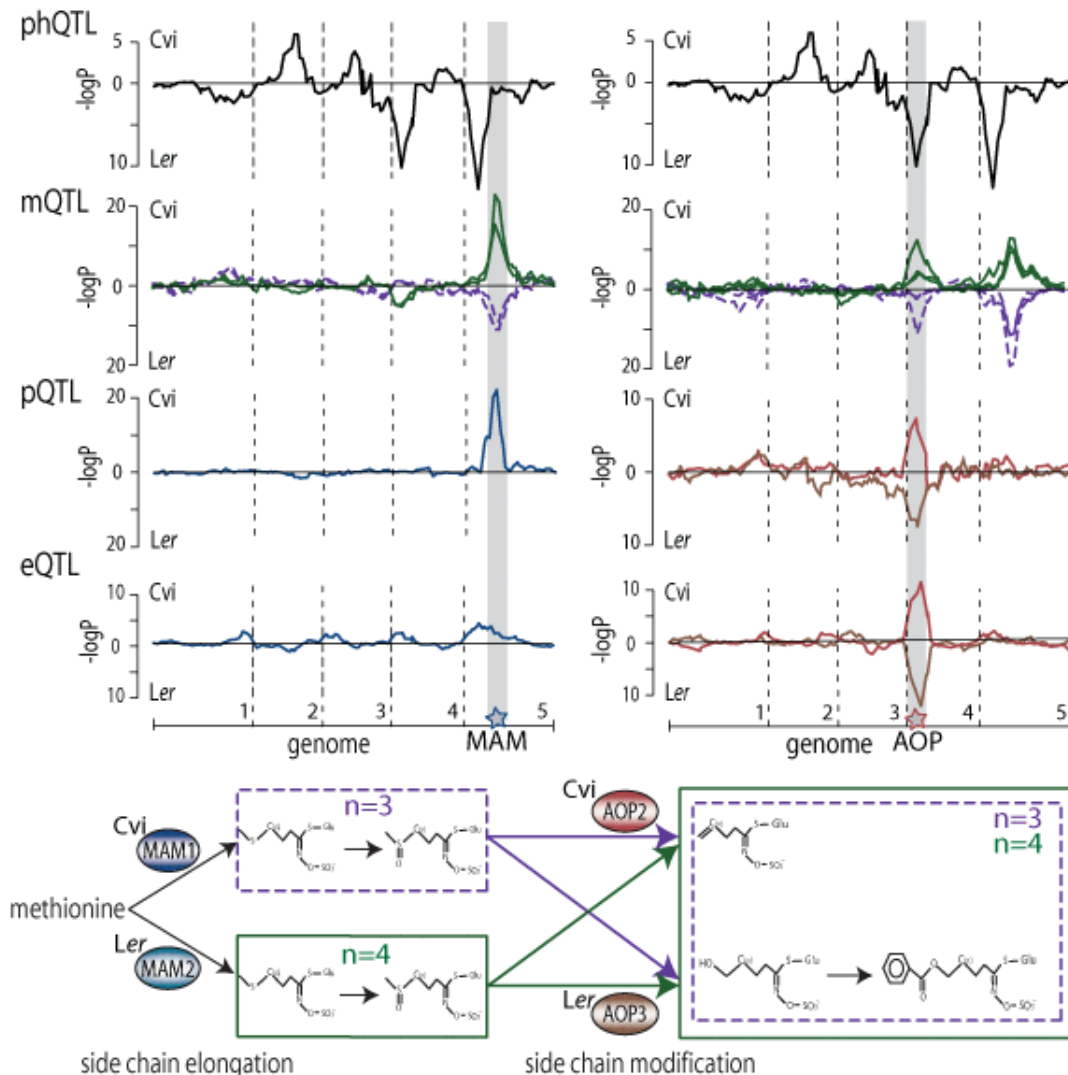 phQTL
5
Cvi
0
-logP
10
Ler
5
Cvi
0
-logP
10
Ler
mQTL
20
Cvi
0
-logP
20
Ler
20
Cvi
0
-logP
20
Ler
pQTL
20
Cvi
0
-logP
20
Ler
10
Cvi
0
-logP
10
Ler
eQTL
10
Cvi
0
-logP
10
Ler
10
Cvi
0
-logP
10
Ler
1 2 3 4 5
genome MAM
1 2 3 4 5
genome AOP
Cvi
MAM1
n=3
methionine
Ler
MAM2
n=4
side chain elongation
Cvi
AOP2
Ler
AOP3
n=3
n=4
S-Glu
HO
side chain modification